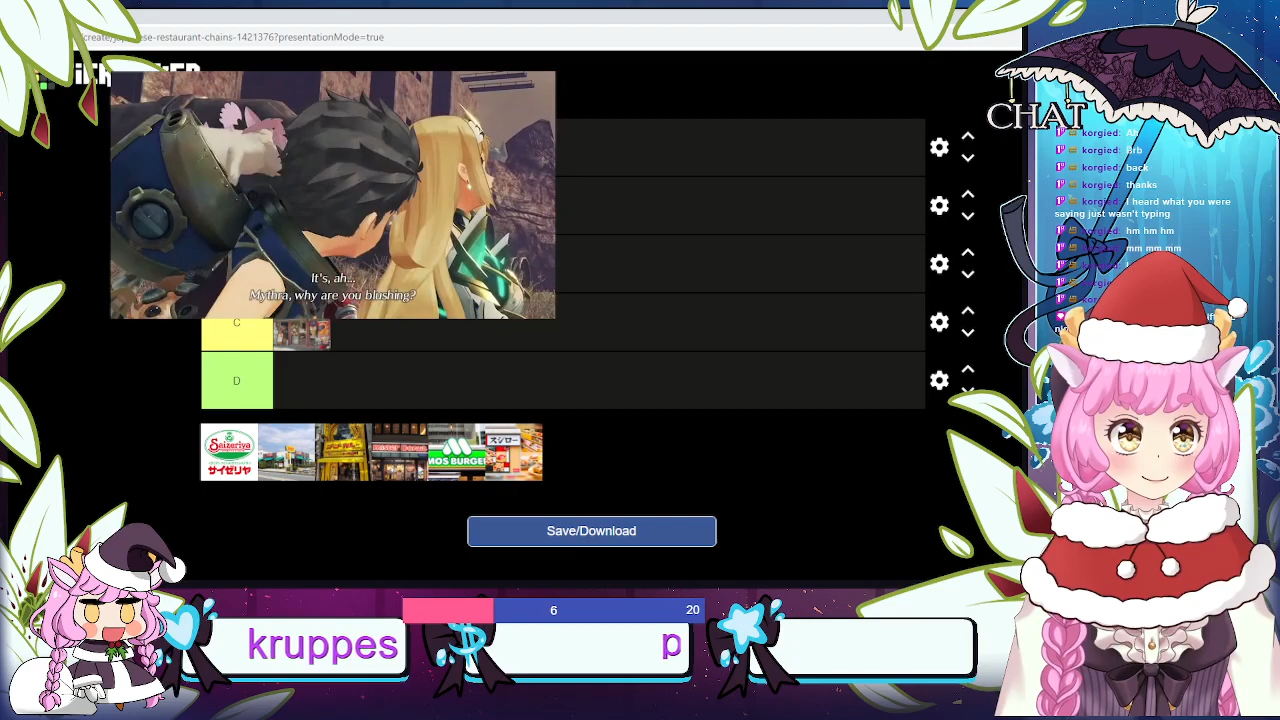 create/japanese-restaurant-chains-1421376?presentationMode=true
It's, ah...
Mythra, why are you blushing?
C
D
Saizeriya
サイゼリヤ
MOS BURGER
スシロー
Save/Download
CHAT
korgied: Ah
korgied: Brb
korgied: back
korgied: thanks
korgied: I heard what you were
saying just wasn't typing
korgied: hm hm hm
mm mm mm
6
20
kruppes
p